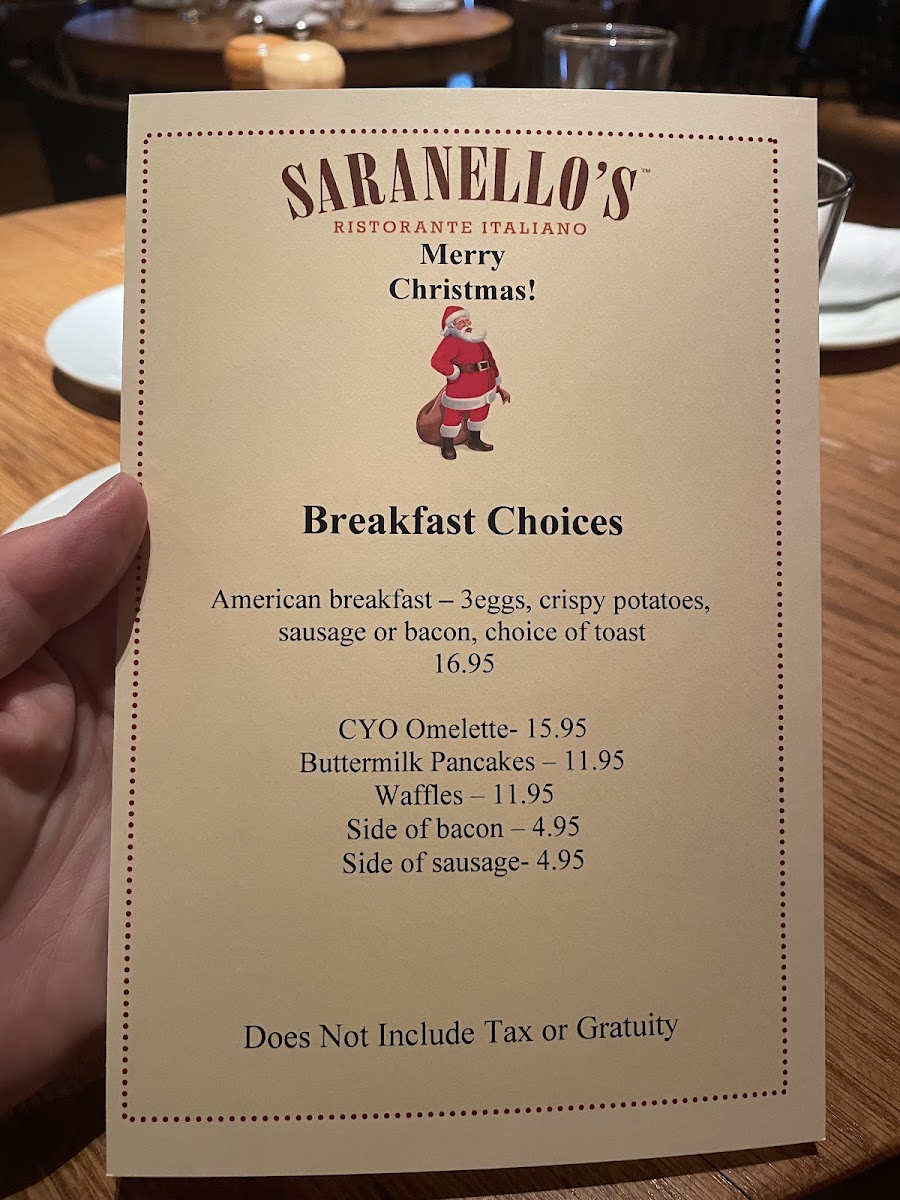 SARANELLO'S™
RISTORANTE ITALIANO
Merry
Christmas!
Breakfast Choices
American breakfast – 3eggs, crispy potatoes,
sausage or bacon, choice of toast
16.95
CYO Omelette- 15.95
Buttermilk Pancakes – 11.95
Waffles – 11.95
Side of bacon – 4.95
Side of sausage- 4.95
Does Not Include Tax or Gratuity